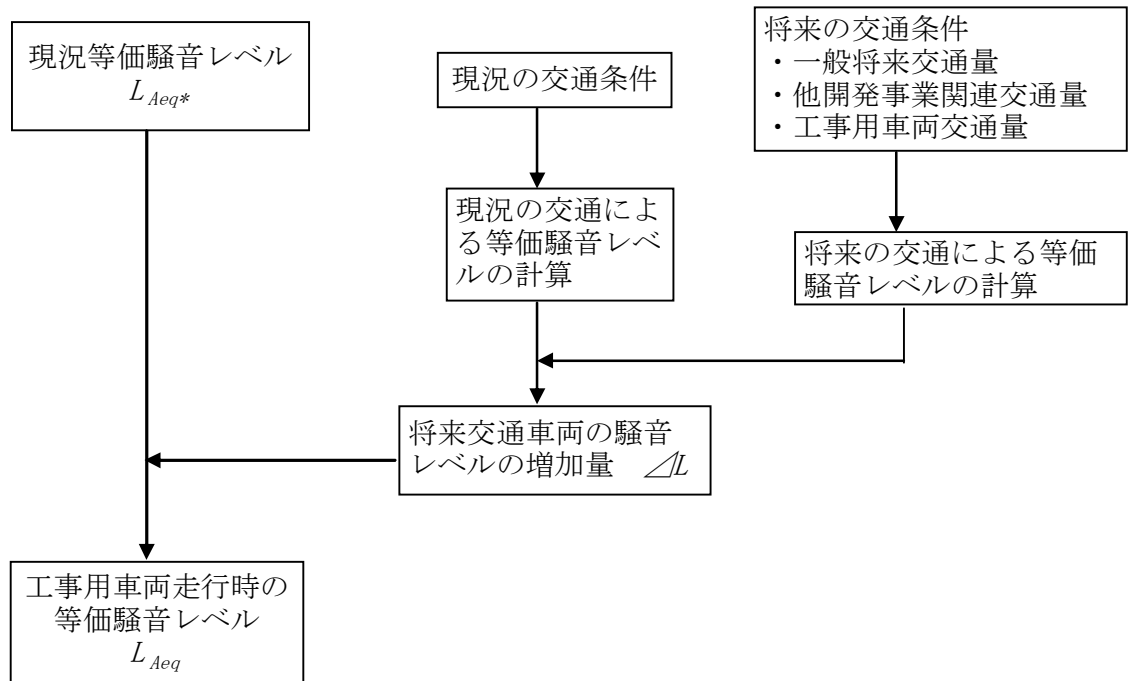 現況等価騒音レベル
L Aeq*
現況の交通条件
将来の交通条件
・一般将来交通量
・他開発事業関連交通量
・工事用車両交通量
現況の交通によ
る等価騒音レベ
ルの計算
将来の交通による等価
騒音レベルの計算
将来交通車両の騒音
レベルの増加量 ⊿L
工事用車両走行時の
等価騒音レベル
L Aeq